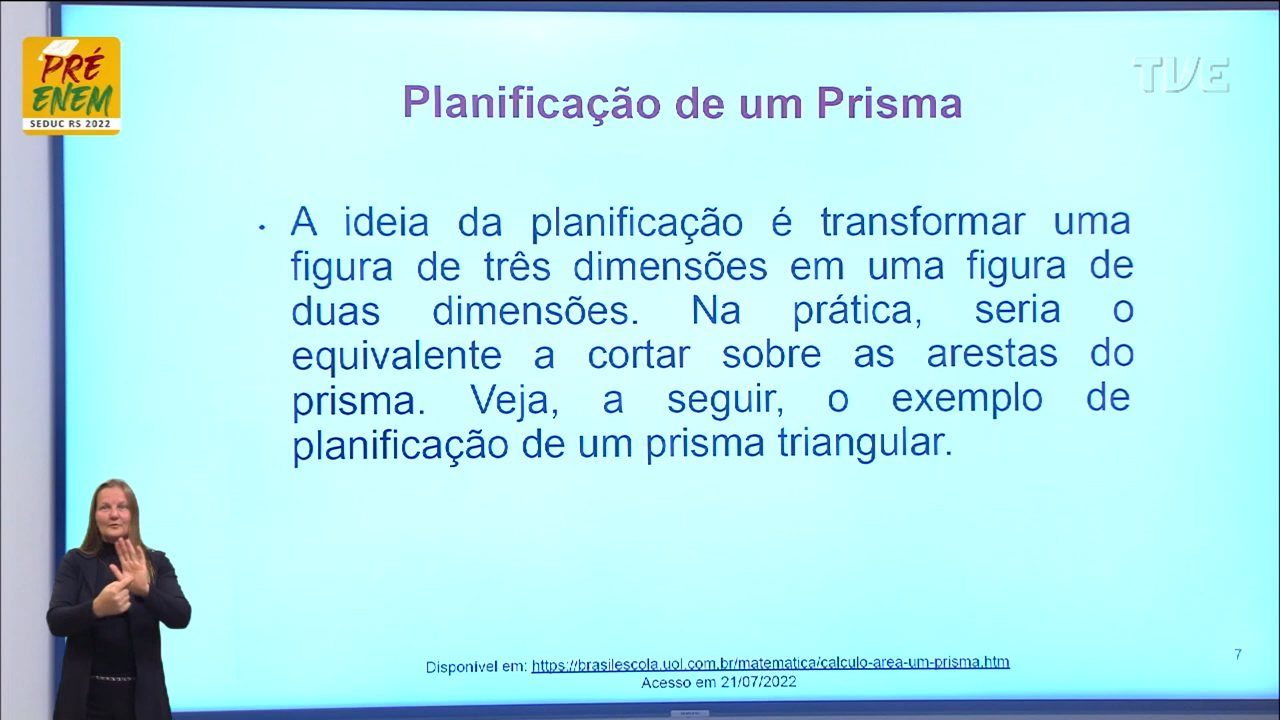 PRÉ
ENEM
SEDUC RS 2022
TVE
Planificação de um Prisma
• A ideia da planificação é transformar uma
figura de três dimensões em uma figura de
duas dimensões. Na prática, seria o
equivalente a cortar sobre as arestas do
prisma. Veja, a seguir, o exemplo de
planificação de um prisma triangular.
Disponível em: https://brasilescola.uol.com.br/matematica/calculo-area-um-prisma.htm
Acesso em 21/07/2022
7